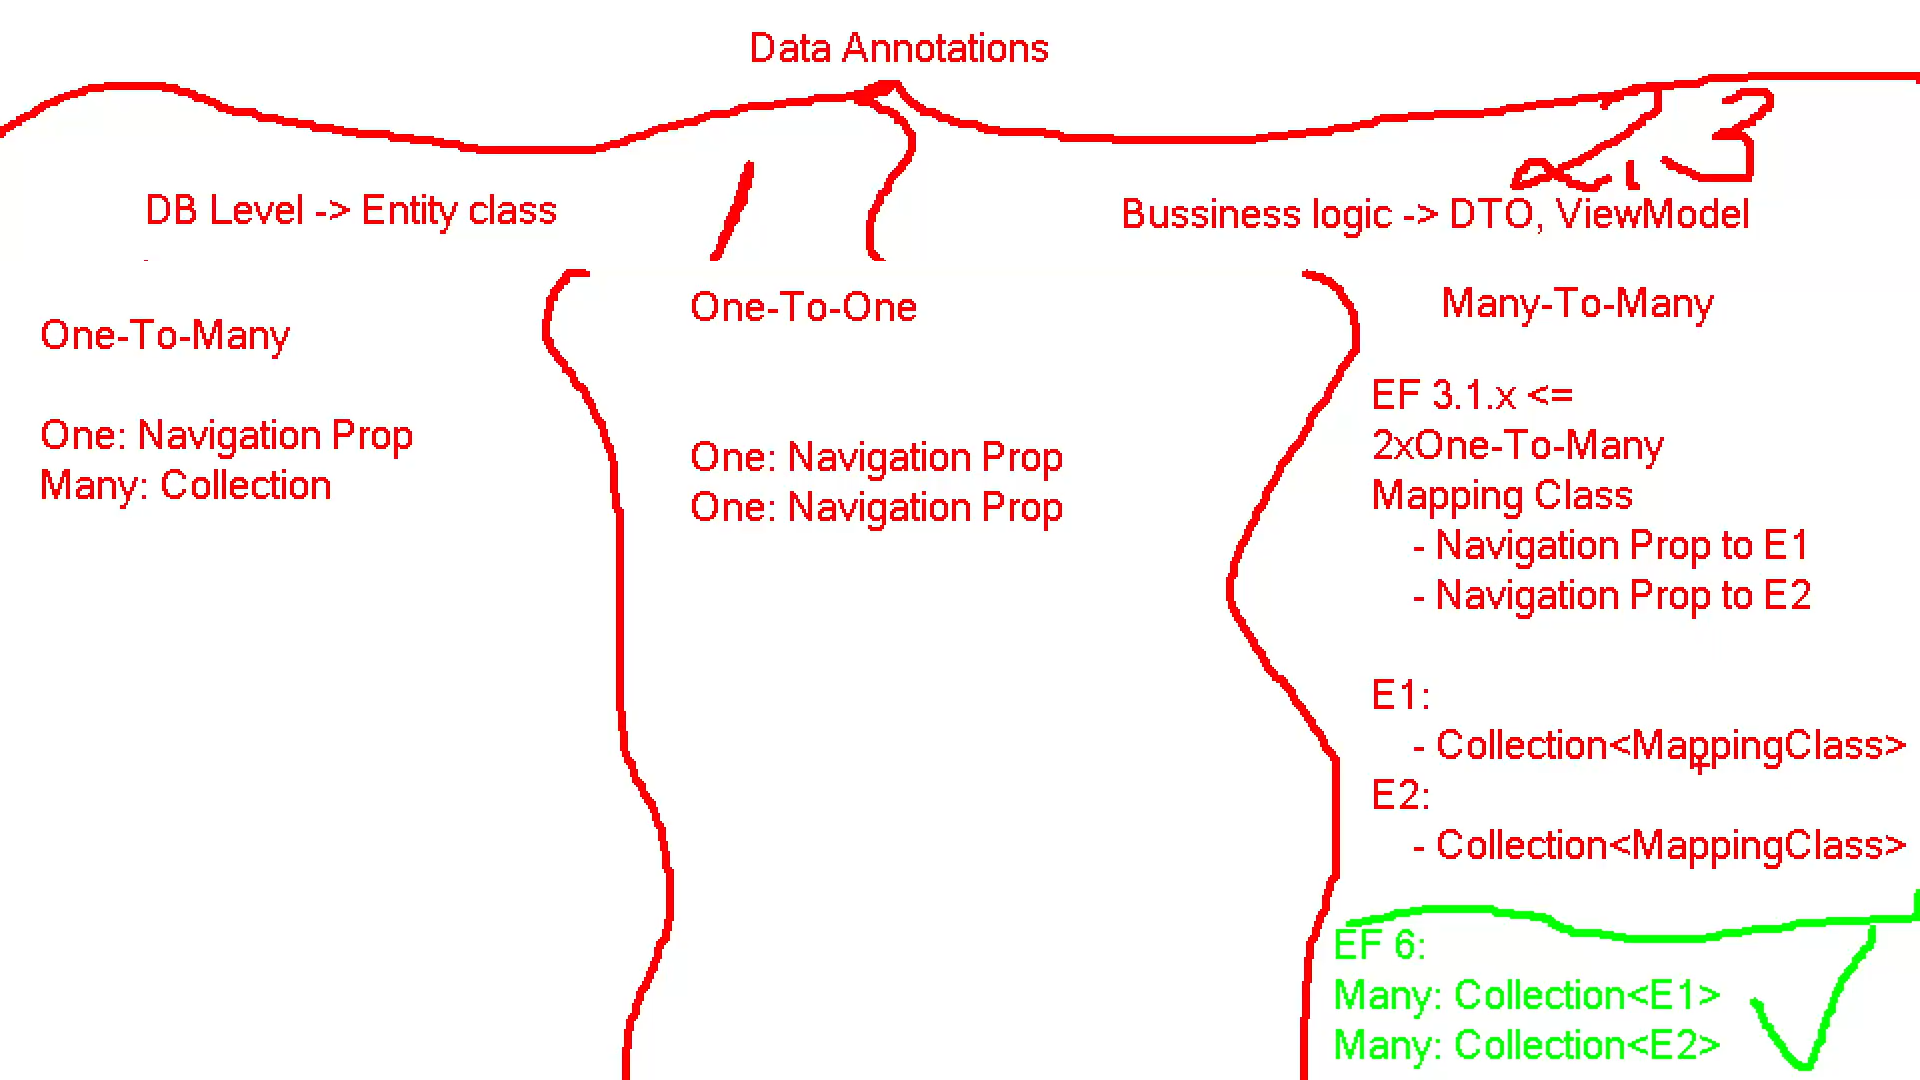 Data Annotations
DB Level -> Entity class
1
2, 3
Bussiness logic -> DTO, ViewModel
One-To-Many
One: Navigation Prop
Many: Collection
One-To-One
One: Navigation Prop
One: Navigation Prop
Many-To-Many
EF 3.1.x <=
2xOne-To-Many
Mapping Class
- Navigation Prop to E1
- Navigation Prop to E2
E1:
- Collection<MappingClass>
E2:
- Collection<MappingClass>
EF 6:
Many: Collection<E1>
Many: Collection<E2>